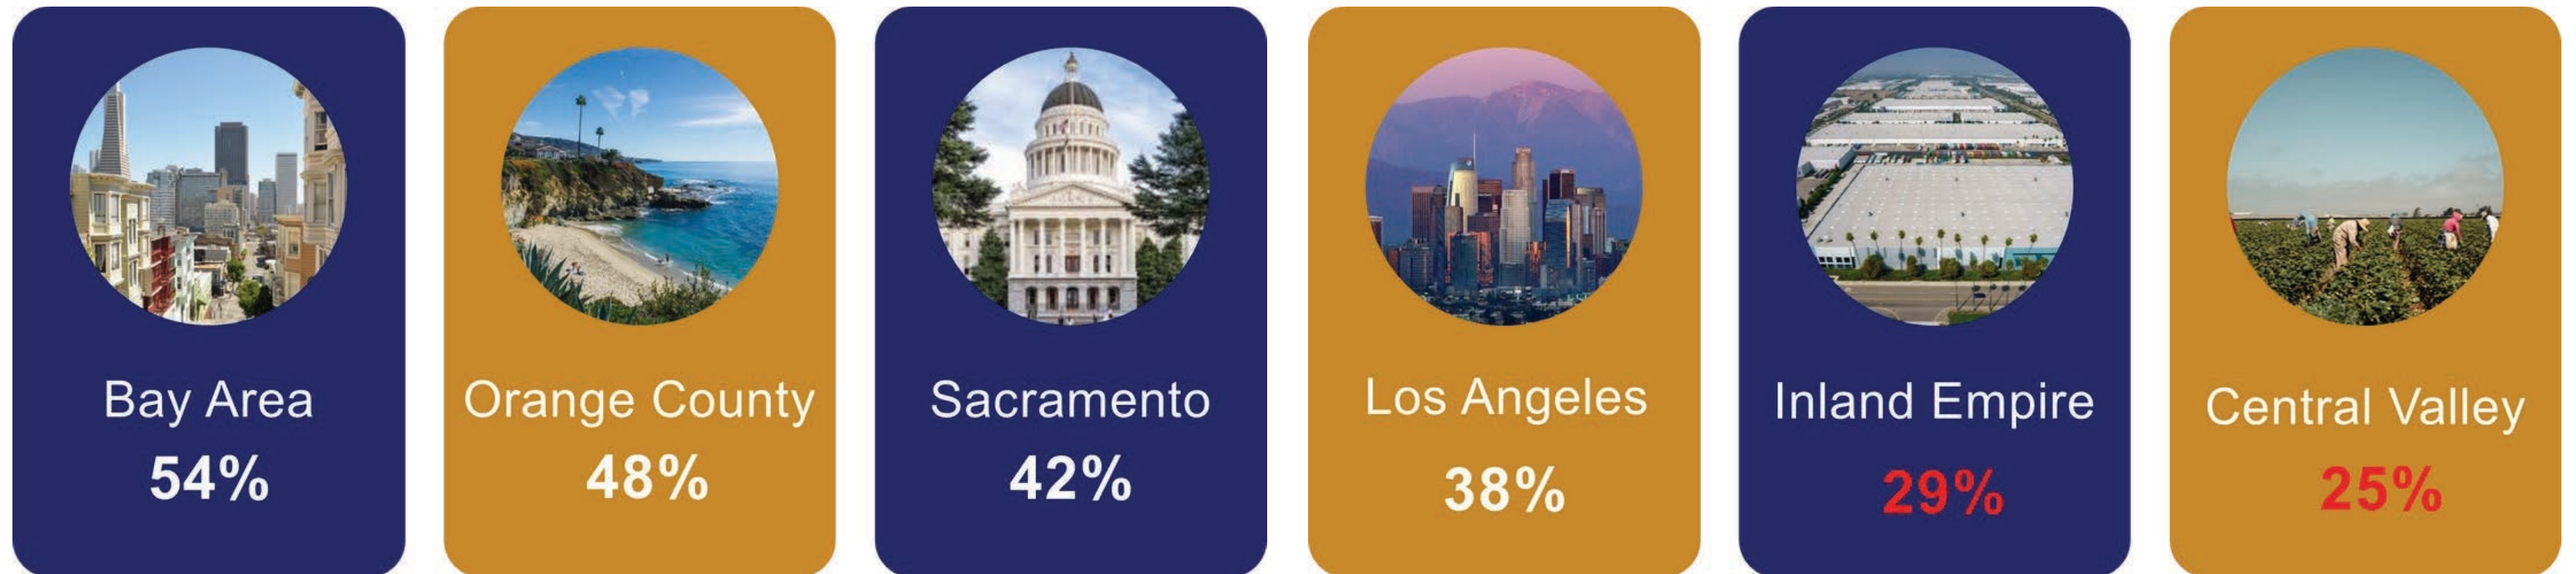 Bay Area
54%
Orange County
48%
Sacramento
42%
Los Angeles
38%
Inland Empire
29%
Central Valley
25%